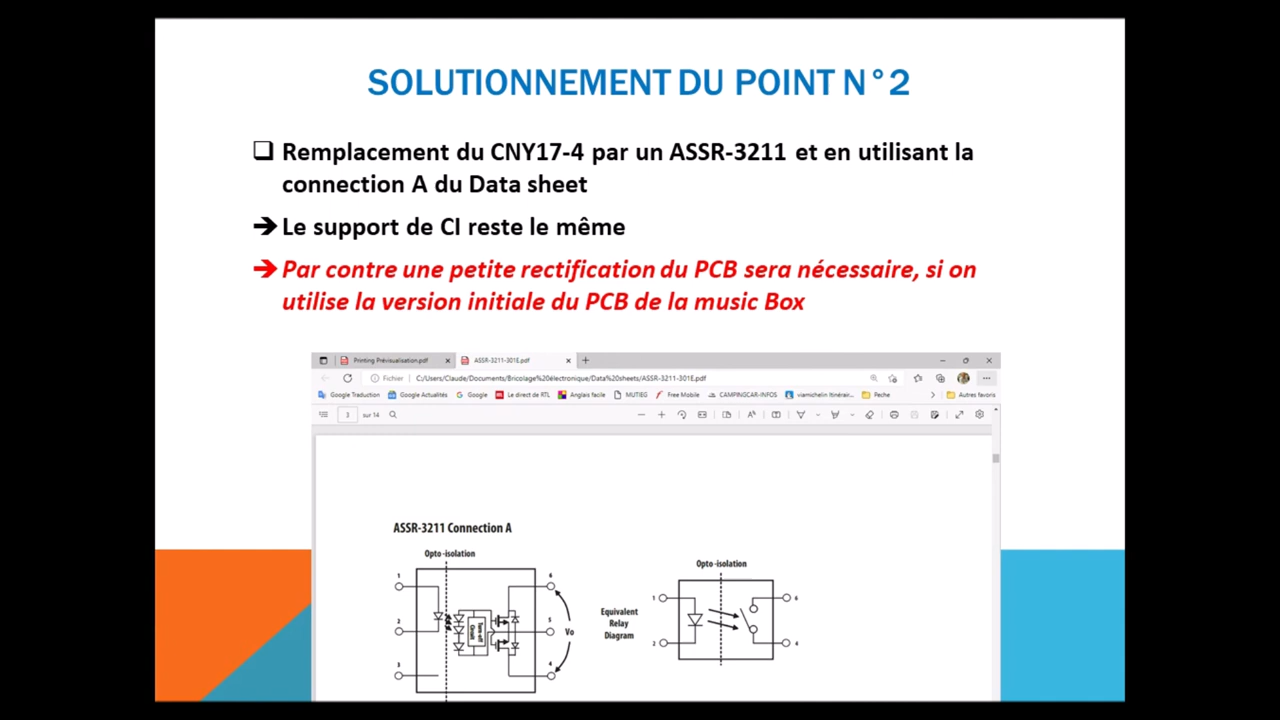 SOLUTIONNEMENT DU POINT N°2
Remplacement du CNY17-4 par un ASSR-3211 et en utilisant la
connection A du Data sheet
Le support de CI reste le même
Par contre une petite rectification du PCB sera nécessaire, si on
utilise la version initiale du PCB de la music Box
Printing Prévisualisation.pdf ASSR-3211-301E.pdf
Fichier C:/Users/Claude/Documents/Bricolage%20électronique/Data%20sheets/ASSR-3211-301E.pdf
Google Traduction Google Actualités Google Le direct de RTL Anglais facile MUTIEG Free Mobile CAMPINGCAR-INFOS viamichelin Itinérair... Peche Autres favoris
3 sur 14
ASSR-3211 Connection A
Opto -isolation
Opto -isolation
1 6
1 6
Equivalent
Relay
Diagram
Turn-off
Circuit
2 5
Vo
2 4
3 4